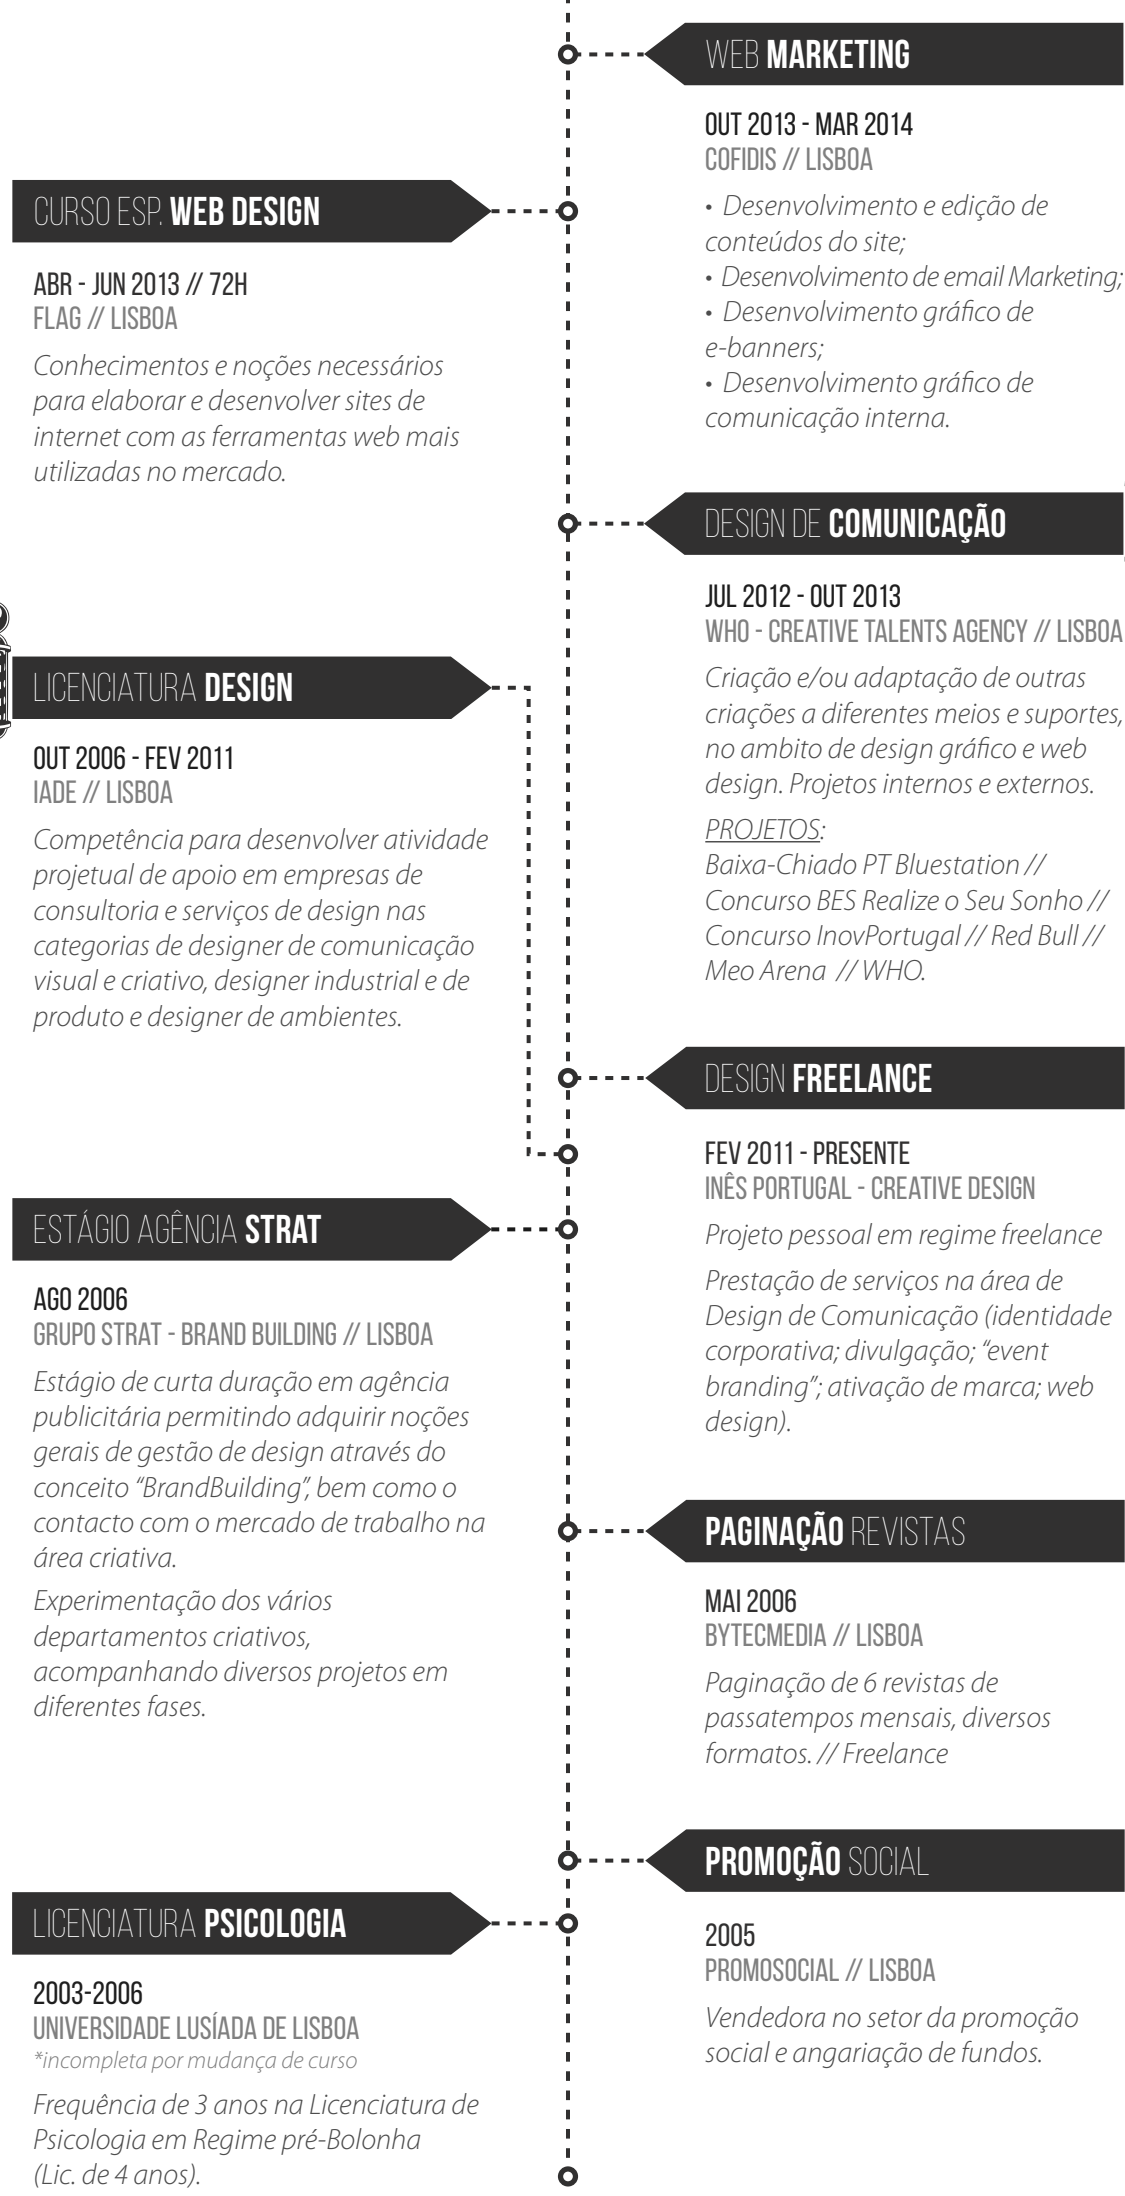 WEB MARKETING
OUT 2013 - MAR 2014
COFIDIS // LISBOA
• Desenvolvimento e edição de
conteúdos do site;
• Desenvolvimento de email Marketing;
• Desenvolvimento gráfico de
e-banners;
• Desenvolvimento gráfico de
comunicação interna.
CURSO ESP. WEB DESIGN
ABR - JUN 2013 // 72H
FLAG // LISBOA
Conhecimentos e noções necessários
para elaborar e desenvolver sites de
internet com as ferramentas web mais
utilizadas no mercado.
DESIGN DE COMUNICAÇÃO
JUL 2012 - OUT 2013
WHO - CREATIVE TALENTS AGENCY // LISBOA
Criação e/ou adaptação de outras
criações a diferentes meios e suportes,
no ambito de design gráfico e web
design. Projetos internos e externos.
PROJETOS:
Baixa-Chiado PT Bluestation //
Concurso BES Realize o Seu Sonho //
Concurso InovPortugal // Red Bull //
Meo Arena // WHO.
LICENCIATURA DESIGN
OUT 2006 - FEV 2011
IADE // LISBOA
Competência para desenvolver atividade
projetual de apoio em empresas de
consultoria e serviços de design nas
categorias de designer de comunicação
visual e criativo, designer industrial e de
produto e designer de ambientes.
DESIGN FREELANCE
FEV 2011 - PRESENTE
INÊS PORTUGAL - CREATIVE DESIGN
Projeto pessoal em regime freelance
Prestação de serviços na área de
Design de Comunicação (identidade
corporativa; divulgação; “event
branding”; ativação de marca; web
design).
ESTÁGIO AGÊNCIA STRAT
AGO 2006
GRUPO STRAT - BRAND BUILDING // LISBOA
Estágio de curta duração em agência
publicitária permitindo adquirir noções
gerais de gestão de design através do
conceito “BrandBuilding”, bem como o
contacto com o mercado de trabalho na
área criativa.
Experimentação dos vários
departamentos criativos,
acompanhando diversos projetos em
diferentes fases.
PAGINAÇÃO REVISTAS
MAI 2006
BYTECMEDIA // LISBOA
Paginação de 6 revistas de
passatempos mensais, diversos
formatos. // Freelance
PROMOÇÃO SOCIAL
2005
PROMOSOCIAL // LISBOA
Vendedora no setor da promoção
social e angariação de fundos.
LICENCIATURA PSICOLOGIA
2003-2006
UNIVERSIDADE LUSÍADA DE LISBOA
*incompleta por mudança de curso
Frequência de 3 anos na Licenciatura de
Psicologia em Regime pré-Bolonha
(Lic. de 4 anos).